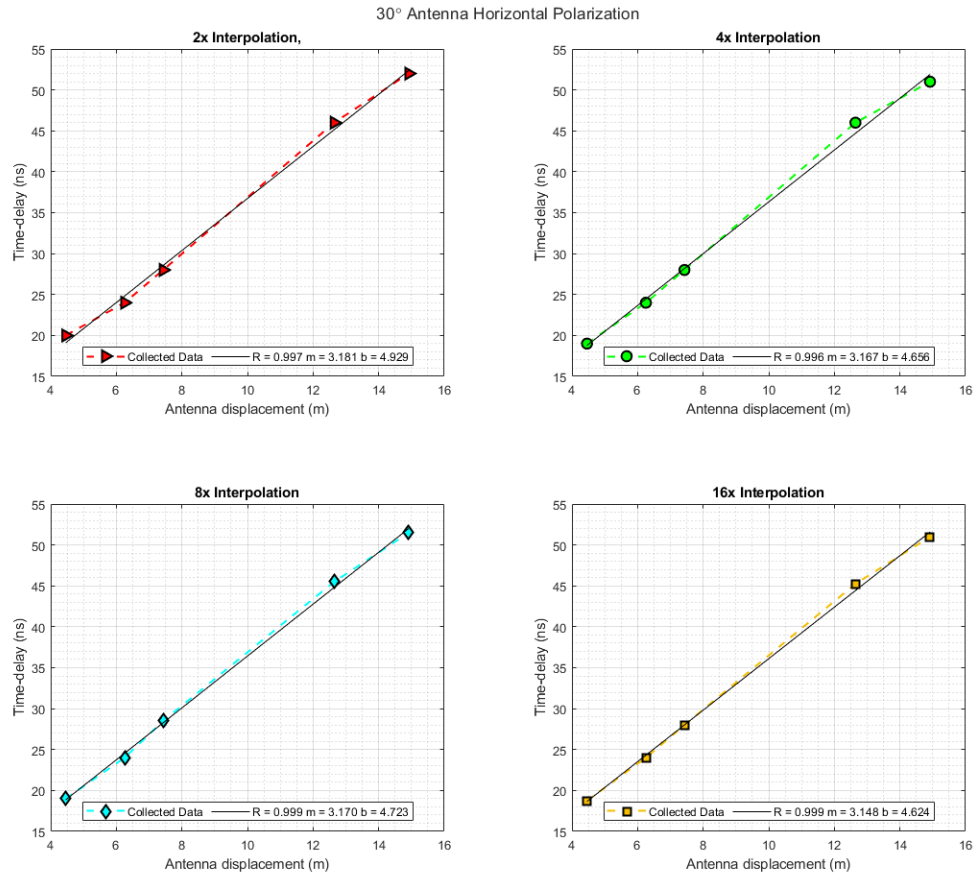 30° Antenna Horizontal Polarization
2x Interpolation,
55
50
45
40
35
30
25
20
15
Time-delay (ns)
Collected Data
R = 0.997 m = 3.181 b = 4.929
4 6 8 10 12 14 16
Antenna displacement (m)
4x Interpolation
55
50
45
40
35
30
25
20
15
Time-delay (ns)
Collected Data
R = 0.996 m = 3.167 b = 4.656
4 6 8 10 12 14 16
Antenna displacement (m)
8x Interpolation
55
50
45
40
35
30
25
20
15
Time-delay (ns)
Collected Data
R = 0.999 m = 3.170 b = 4.723
4 6 8 10 12 14 16
Antenna displacement (m)
16x Interpolation
55
50
45
40
35
30
25
20
15
Time-delay (ns)
Collected Data
R = 0.999 m = 3.148 b = 4.624
4 6 8 10 12 14 16
Antenna displacement (m)